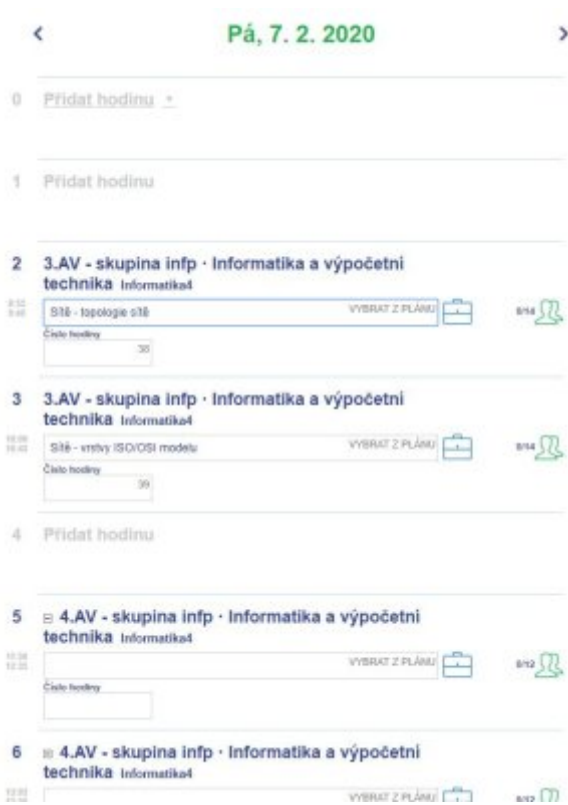 Pá, 7. 2. 2020
0 Přidat hodinu
1 Přidat hodinu
2 3.AV - skupina infp · Informatika a výpočetní
technika Informatika4
Sítě - topologie sítě VYBRAT Z PLÁNU
Číslo hodiny
38
3 3.AV - skupina infp · Informatika a výpočetní
technika Informatika4
Sítě - vrstvy ISO/OSI modelu VYBRAT Z PLÁNU
Číslo hodiny
39
4 Přidat hodinu
5 4.AV - skupina infp · Informatika a výpočetní
technika Informatika4
VYBRAT Z PLÁNU
Číslo hodiny
6 4.AV - skupina infp · Informatika a výpočetní
technika Informatika4
VYBRAT Z PLÁNU